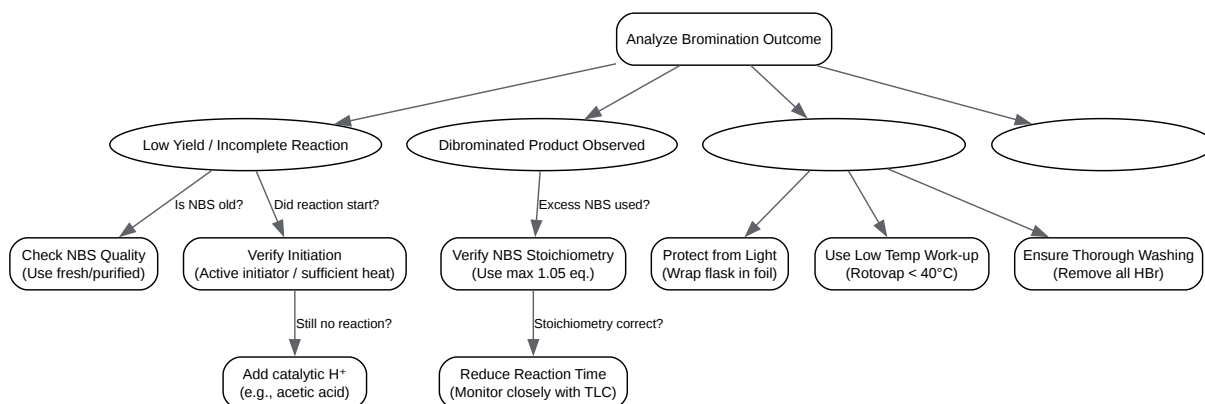 Analyze Bromination Outcome
Low Yield / Incomplete Reaction
Dibrominated Product Observed
Is NBS old?
Did reaction start?
Excess NBS used?
Check NBS Quality
(Use fresh/purified)
Verify Initiation
(Active initiator / sufficient heat)
Verify NBS Stoichiometry
(Use max 1.05 eq.)
Protect from Light
(Wrap flask in foil)
Use Low Temp Work-up
(Rotovap < 40°C)
Ensure Thorough Washing
(Remove all HBr)
Still no reaction?
Stoichiometry correct?
Add catalytic H⁺
(e.g., acetic acid)
Reduce Reaction Time
(Monitor closely with TLC)